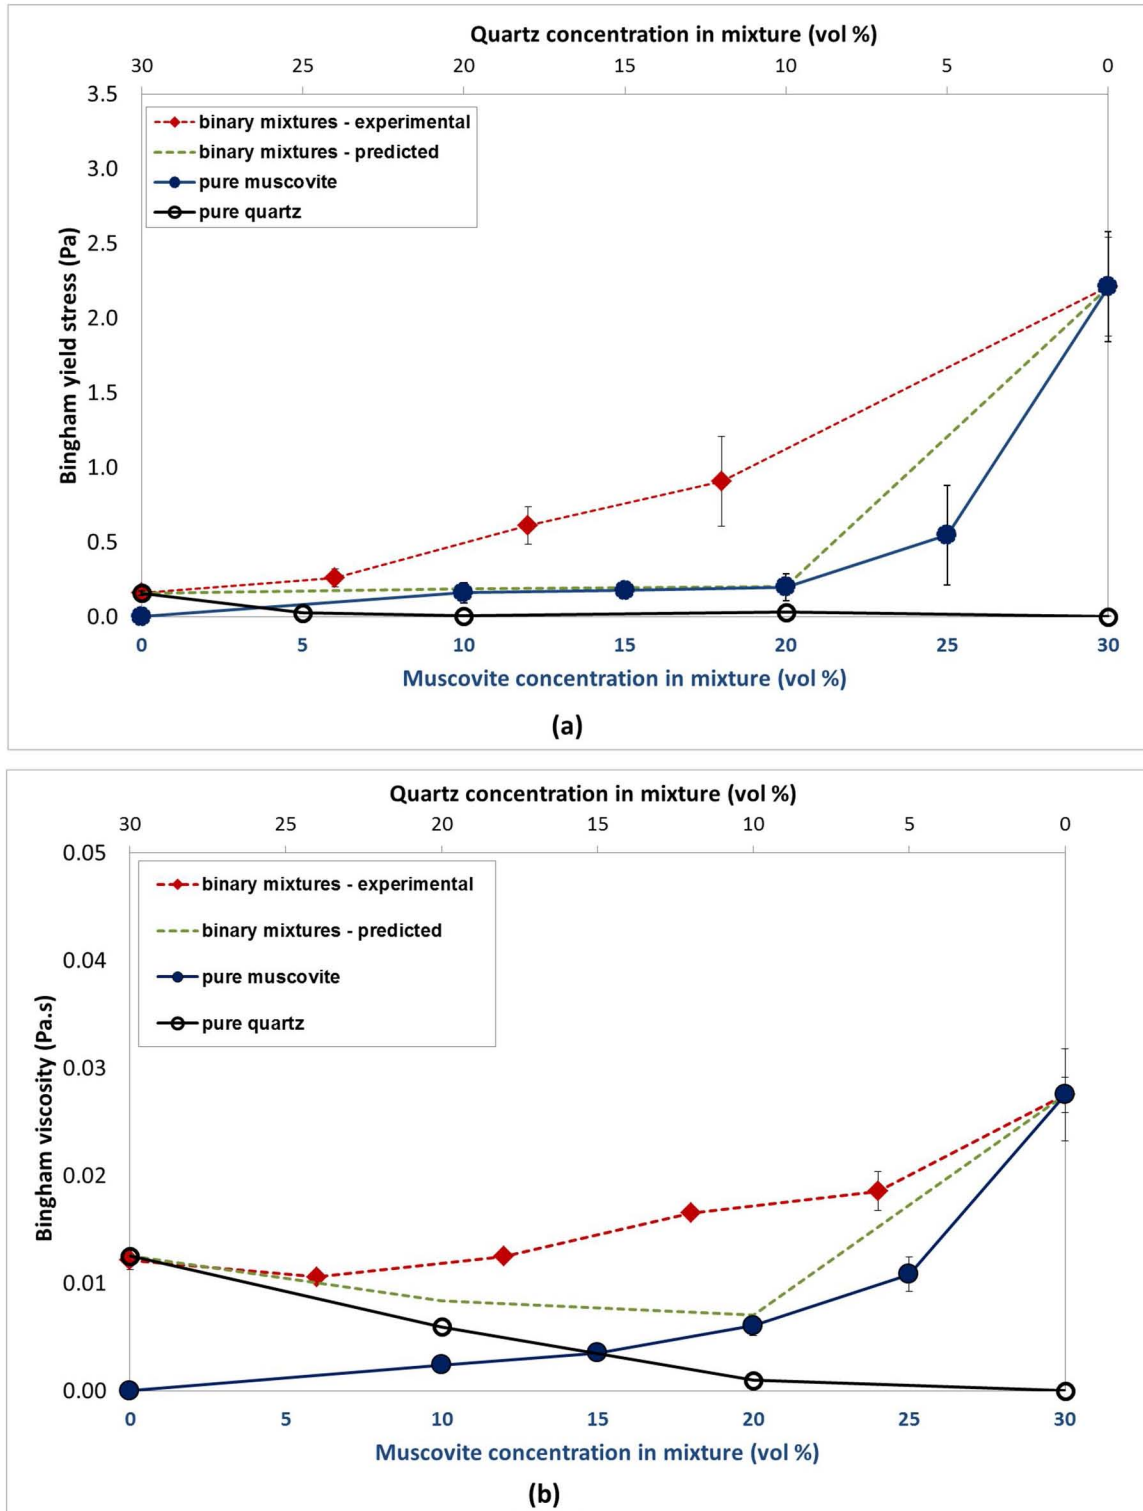 (a)
Quartz concentration in mixture (vol %)
30 25 20 15 10 5 0
3.5
3.0
2.5
2.0
1.5
1.0
0.5
0.0
binary mixtures - experimental
binary mixtures - predicted
pure muscovite
pure quartz
Bingham yield stress (Pa)
0 5 10 15 20 25 30
Muscovite concentration in mixture (vol %)
Quartz concentration in mixture (vol %)
30 25 20 15 10 5 0
0.05
0.04
0.03
0.02
0.01
0.00
binary mixtures - experimental
binary mixtures - predicted
pure muscovite
pure quartz
Bingham viscosity (Pa.s)
0 5 10 15 20 25 30
Muscovite concentration in mixture (vol %)
(b)